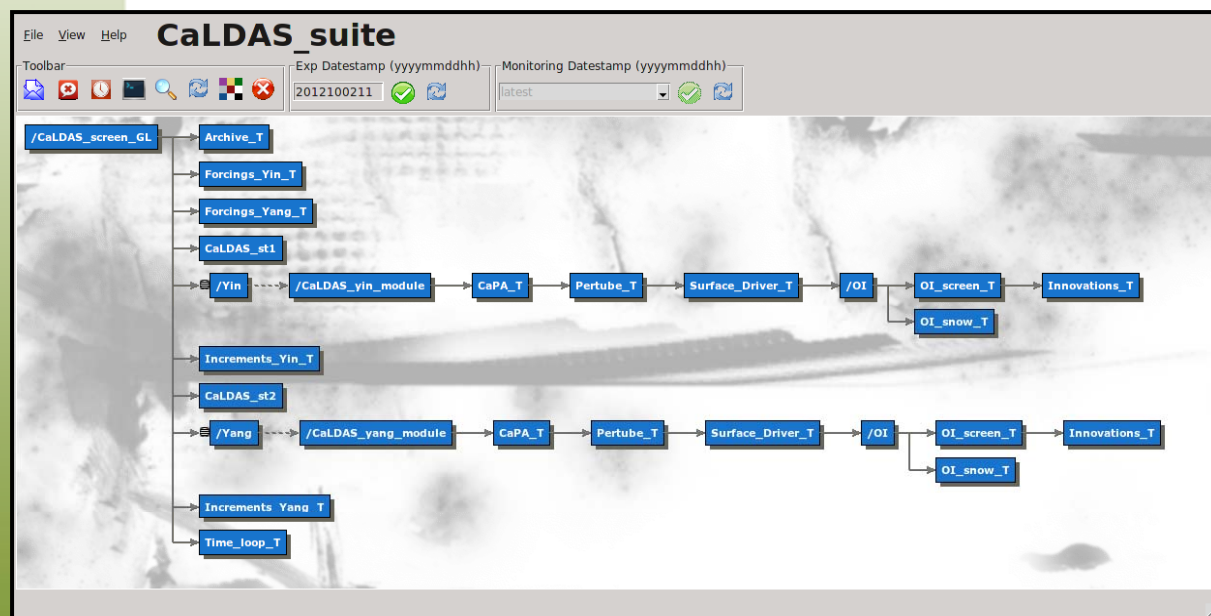 File View Help CaLDAS_suite
Toolbar Exp Datestamp (yyyymmddhh) Monitoring Datestamp (yyyymmddhh)
2012100211 latest
/CaLDAS_screen_GL Archive_T
Forcings_Yin_T
Forcings_Yang_T
CaLDAS_st1
/Yin /CaLDAS_yin_module CaPA_T Pertube_T Surface_Driver_T /OI OI_screen_T Innovations_T
OI_snow_T
Increments_Yin_T
CaLDAS_st2
/Yang /CaLDAS_yang_module CaPA_T Pertube_T Surface_Driver_T /OI OI_screen_T Innovations_T
OI_snow_T
Increments_Yang_T
Time_loop_T